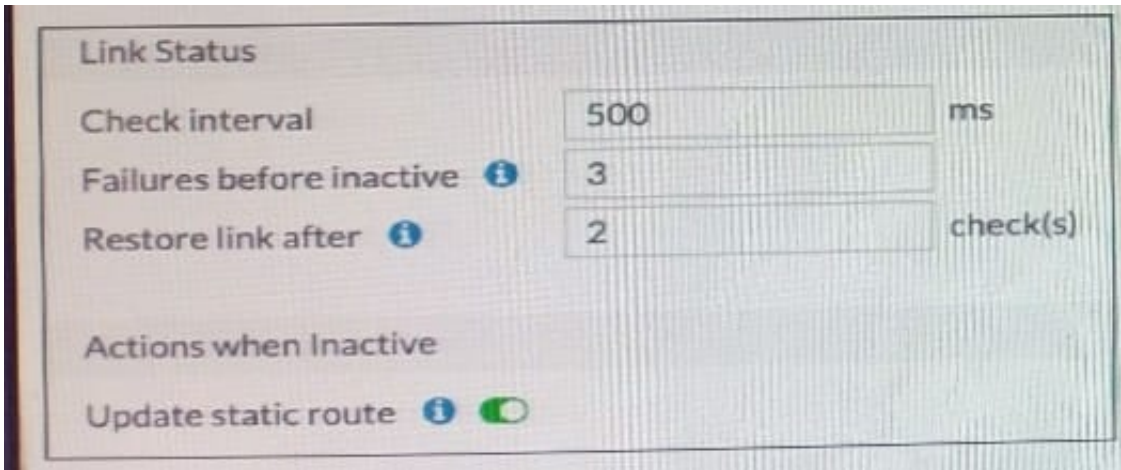 Link Status
Check interval 500 ms
Failures before inactive 3
Restore link after 2 check(s)
Actions when Inactive
Update static route